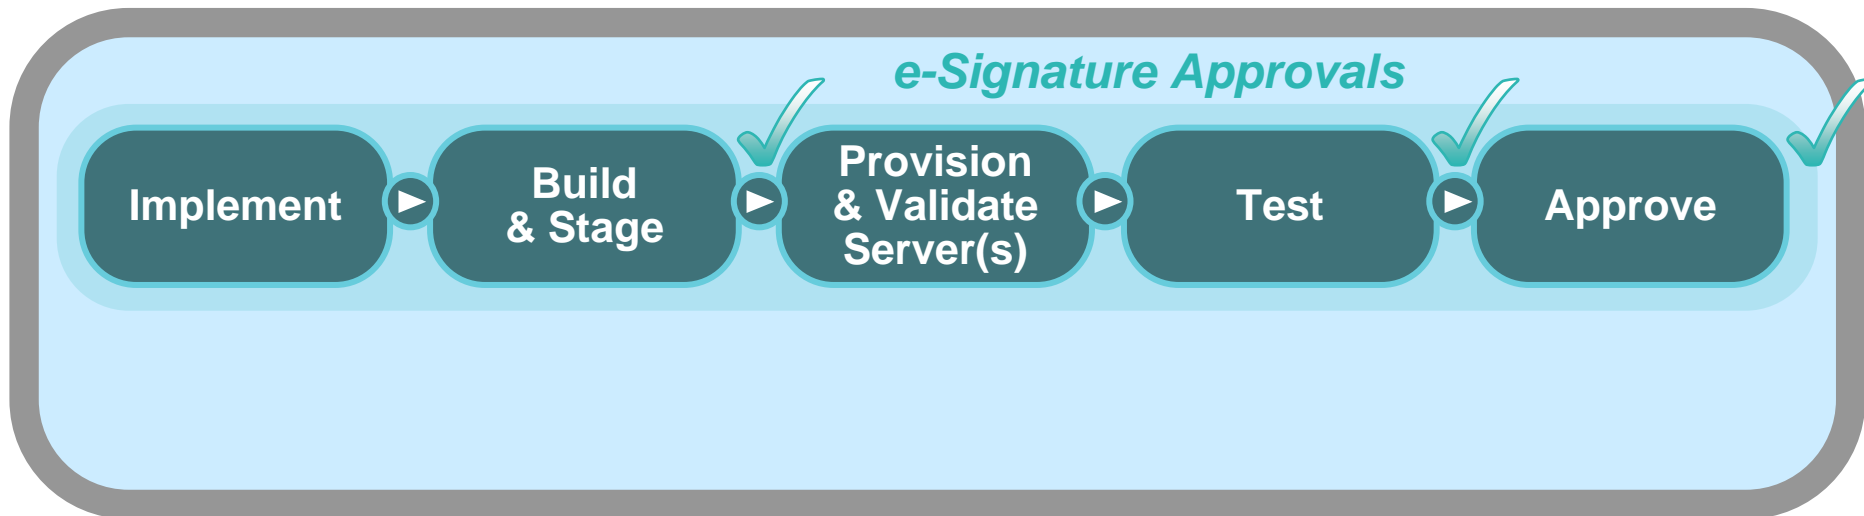 e-Signature Approvals
Implement
Build
& Stage
Provision
& Validate
Server(s)
Test
Approve